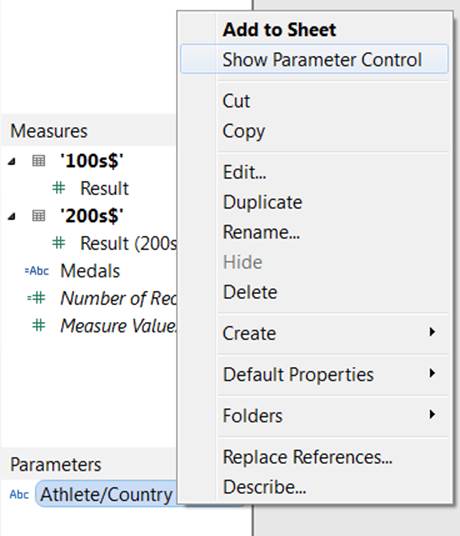 Add to Sheet
Show Parameter Control
Cut
Copy
Edit...
Duplicate
Rename...
Hide
Delete
Create
Default Properties
Folders
Replace References...
Describe...
Measures
'100s$'
# Result
'200s$'
# Result (200s
=Abc Medals
=# Number of Rec
# Measure Value
Parameters
Abc Athlete/Country